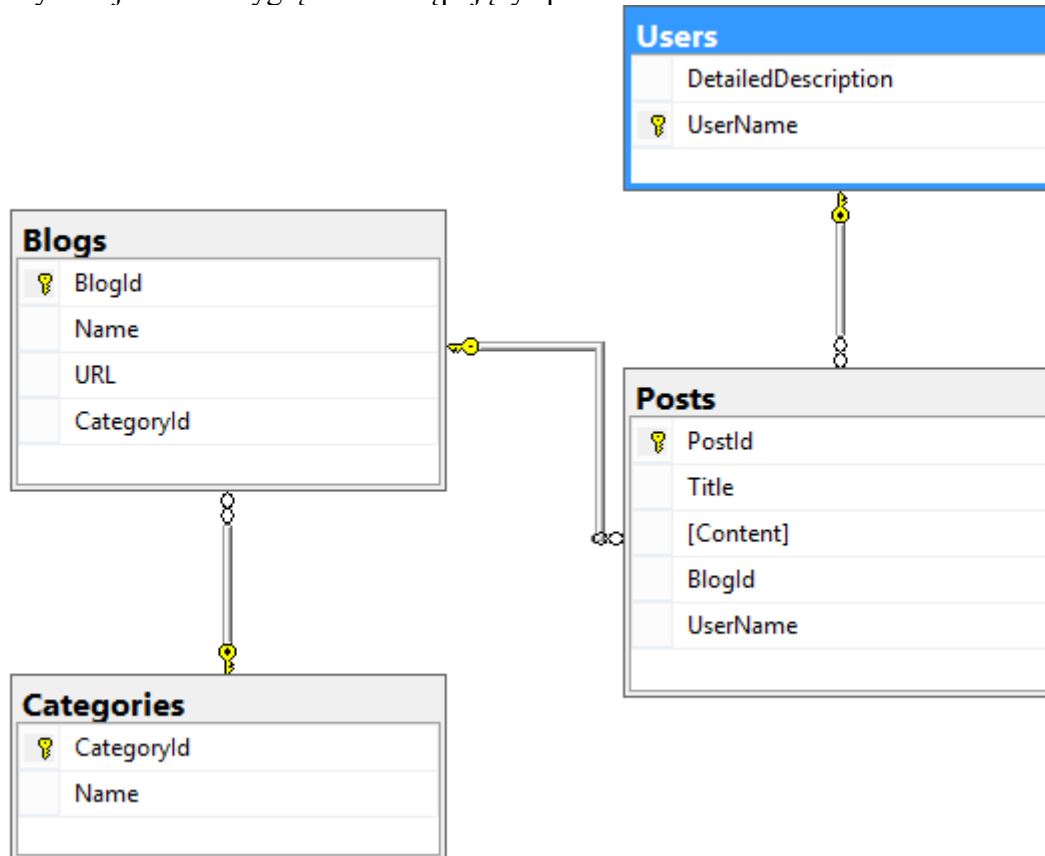 Users
DetailedDescription
UserName
Blogs
BlogId
Name
URL
CategoryId
Posts
PostId
Title
[Content]
BlogId
UserName
Categories
CategoryId
Name